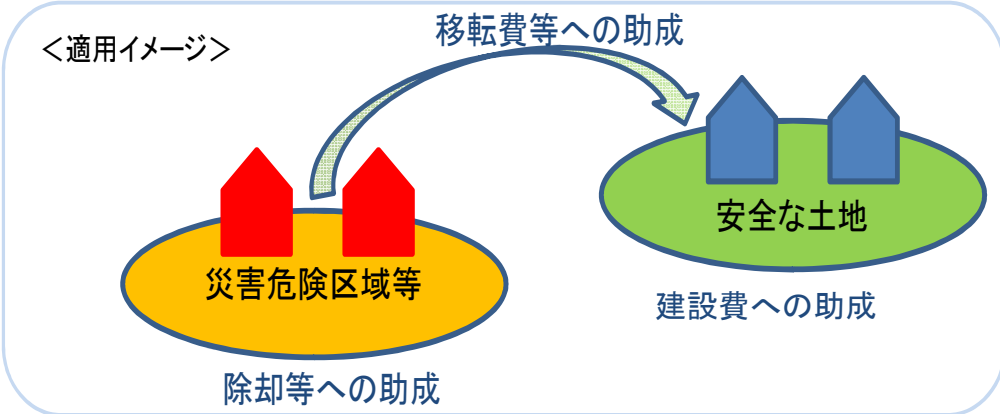 移転費等への助成
＜適用イメージ＞
安全な土地
災害危険区域等
建設費への助成
除却等への助成